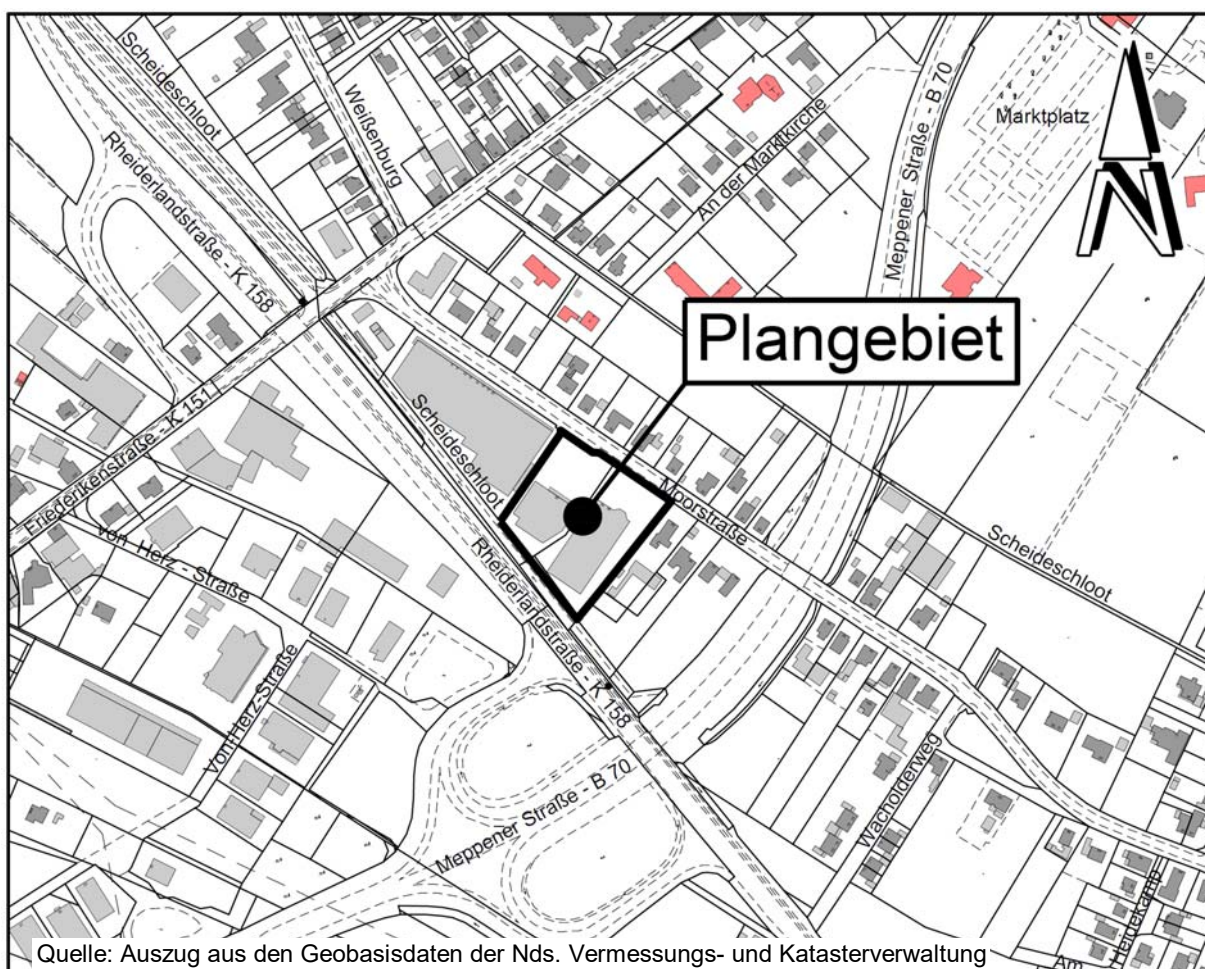 Scheideschloot
Rheiderlandstraße - K 158
Weißenburg
An der Marktkirche
Meppener Straße - B 70
Marktplatz
N
Plangebiet
Friederikenstraße - K 151
Scheideschloot
Moorstraße
von- Herz - Straße
Von-Herz-Straße
Rheiderlandstraße - K 158
Scheideschloot
Meppener Straße - B 70
Wacholderweg
Heidekamp
Am
Quelle: Auszug aus den Geobasisdaten der Nds. Vermessungs- und Katasterverwaltung